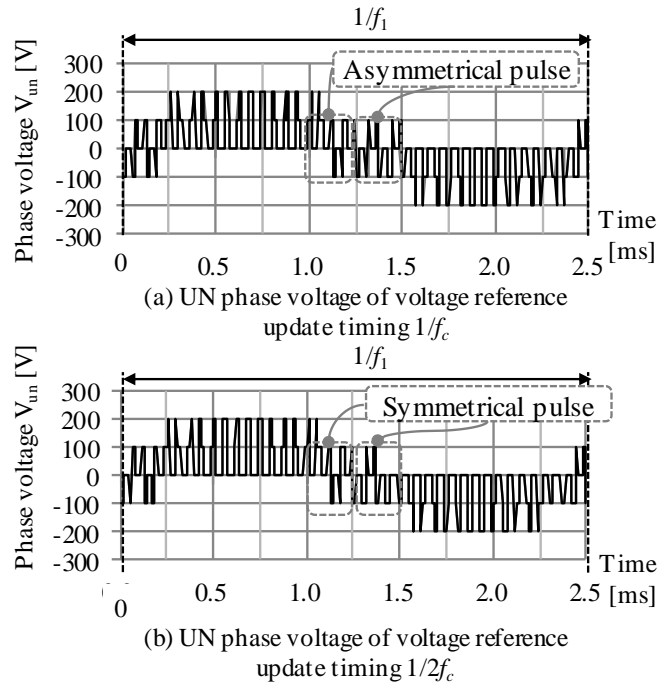 1/f₁
Phase voltage Vun [V]
300
200
100
0
-100
-200
-300
Asymmetrical pulse
0
0.5
1.0
1.5
2.0
2.5
Time
[ms]
(a) UN phase voltage of voltage reference
update timing 1/fc
1/f₁
Phase voltage Vun [V]
300
200
100
0
-100
-200
-300
Symmetrical pulse
0
0.5
1.0
1.5
2.0
2.5
Time
[ms]
(b) UN phase voltage of voltage reference
update timing 1/2fc